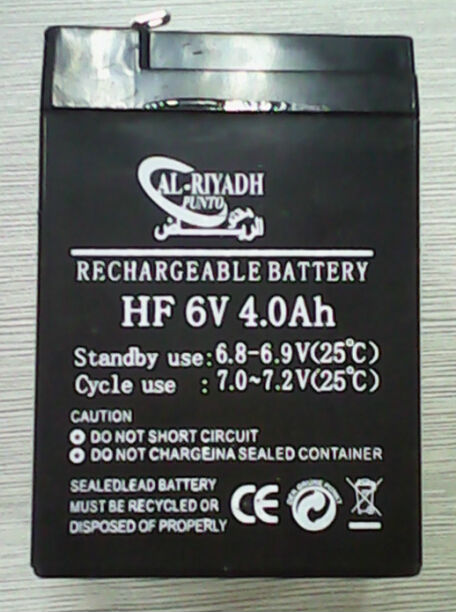 AL-RIYADH
PUNTO
الرياض
RECHARGEABLE BATTERY
HF 6V 4.0Ah
Standby use:6.8-6.9V(25℃)
Cycle use :7.0~7.2V(25℃)
CAUTION
DO NOT SHORT CIRCUIT
DO NOT CHARGEINA SEALED CONTAINER
SEALEDLEAD BATTERY
MUST BE RECYCLED OR
DISPOSED OF PROPERLY
CE